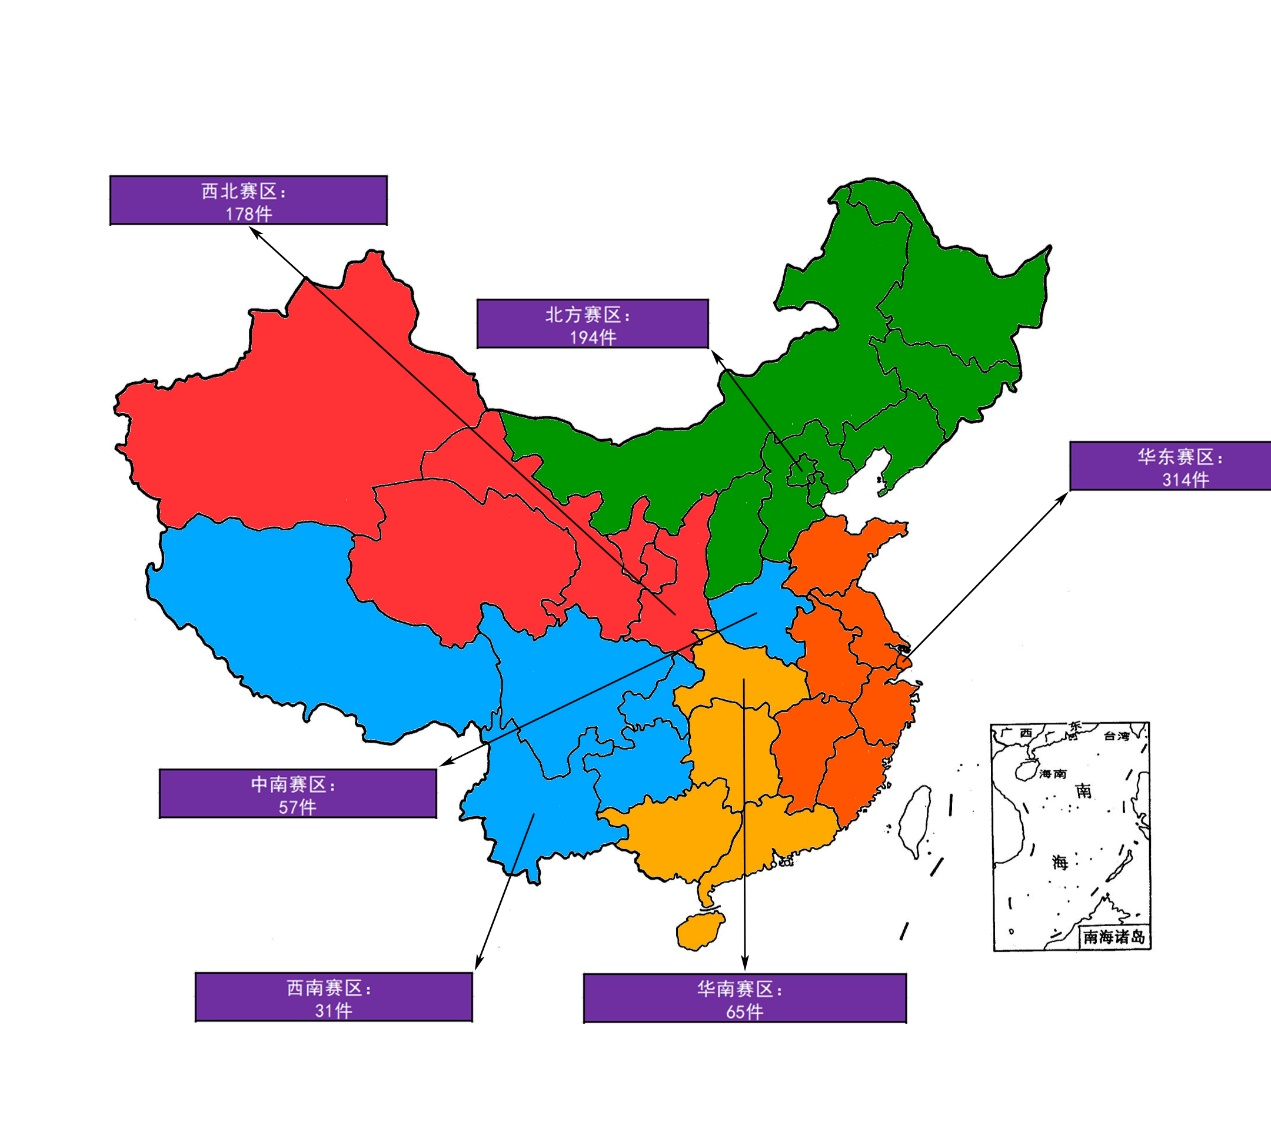 西北赛区：
178件
北方赛区：
194件
华东赛区：
314件
中南赛区：
57件
西南赛区：
31件
华南赛区：
65件
广西
东
台湾
海南
南
海
南海诸岛